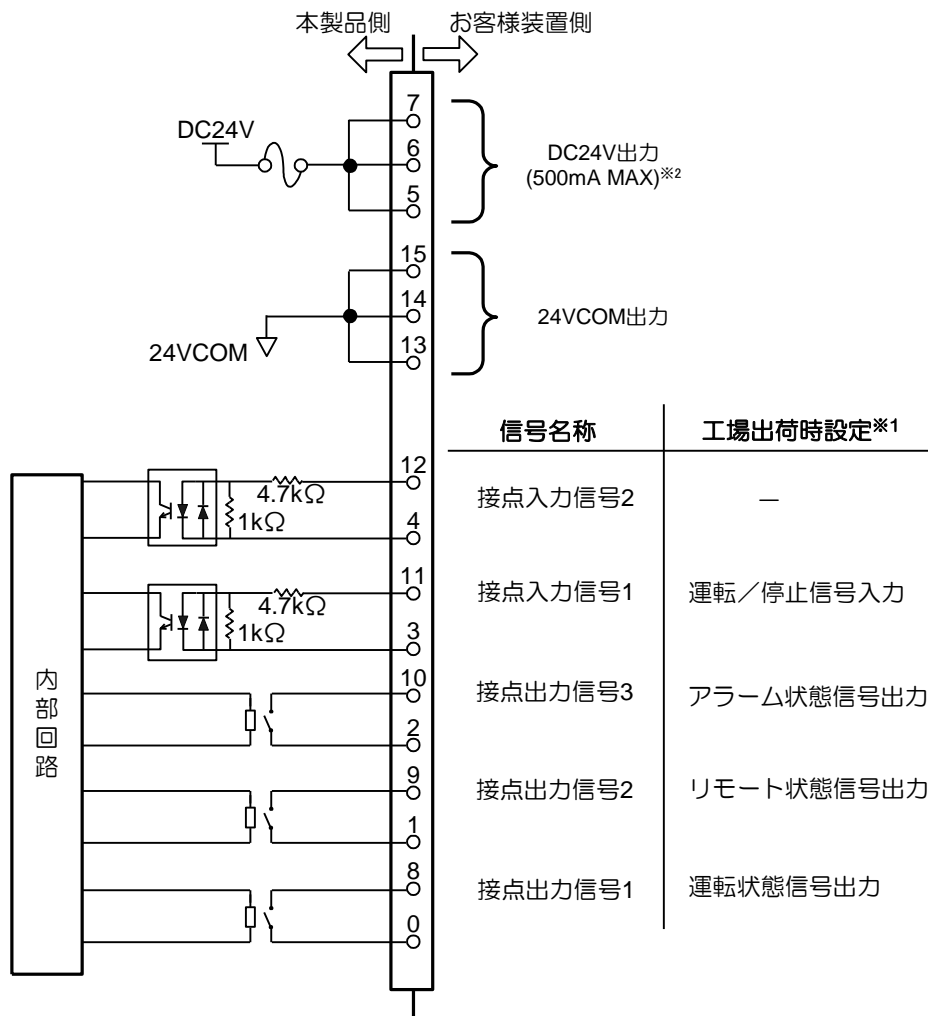 本製品側 お客様装置側
7
DC24V
6
DC24V出力
(500mA MAX)※2
5
15
14
24VCOM出力
24VCOM
13
信号名称 工場出荷時設定※1
12
4.7kΩ
接点入力信号2 —
1kΩ
4
11
4.7kΩ
接点入力信号1 運転／停止信号入力
1kΩ
3
内部回路
10
接点出力信号3 アラーム状態信号出力
2
9
接点出力信号2 リモート状態信号出力
1
8
接点出力信号1 運転状態信号出力
0